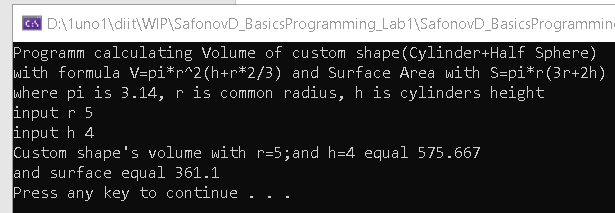 D:\1uno1\diit\WIP\SafonovD_BasicsProgramming_Lab1\SafonovD_BasicsProgrammin
Programm calculating Volume of custom shape(Cylinder+Half Sphere)
with formula V=pi*r^2(h+r*2/3) and Surface Area with S=pi*r(3r+2h)
where pi is 3.14, r is common radius, h is cylinders height
input r 5
input h 4
Custom shape's volume with r=5;and h=4 equal 575.667
and surface equal 361.1
Press any key to continue . . .